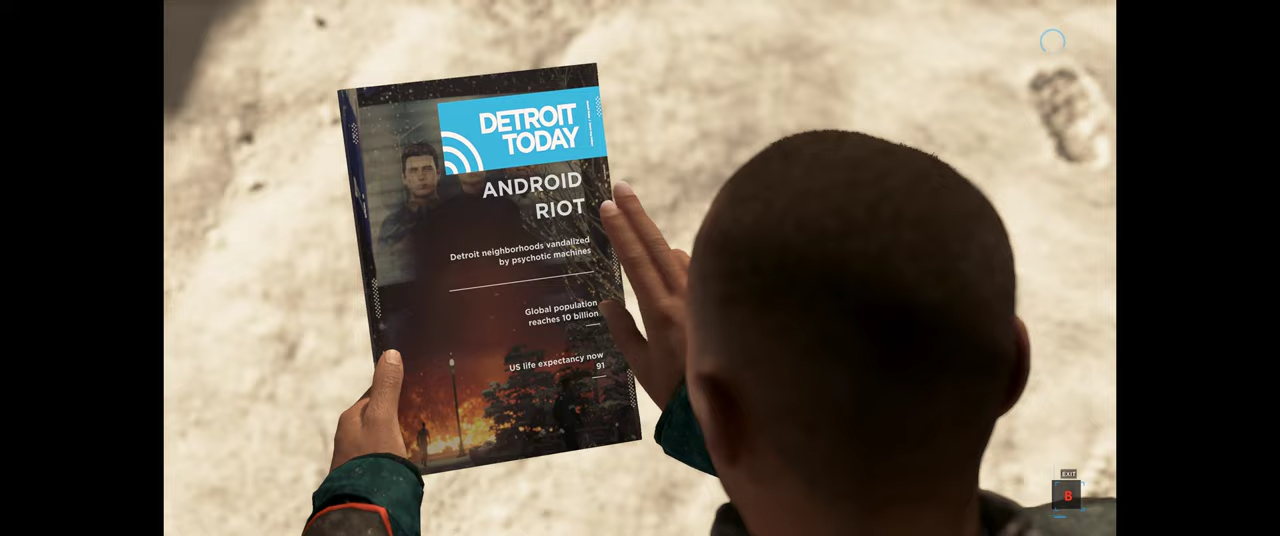 DETROIT
TODAY
ANDROID
RIOT
Detroit neighborhoods vandalized
by psychotic machines
Global population
reaches 10 billion
US life expectancy now
91
EXIT
B